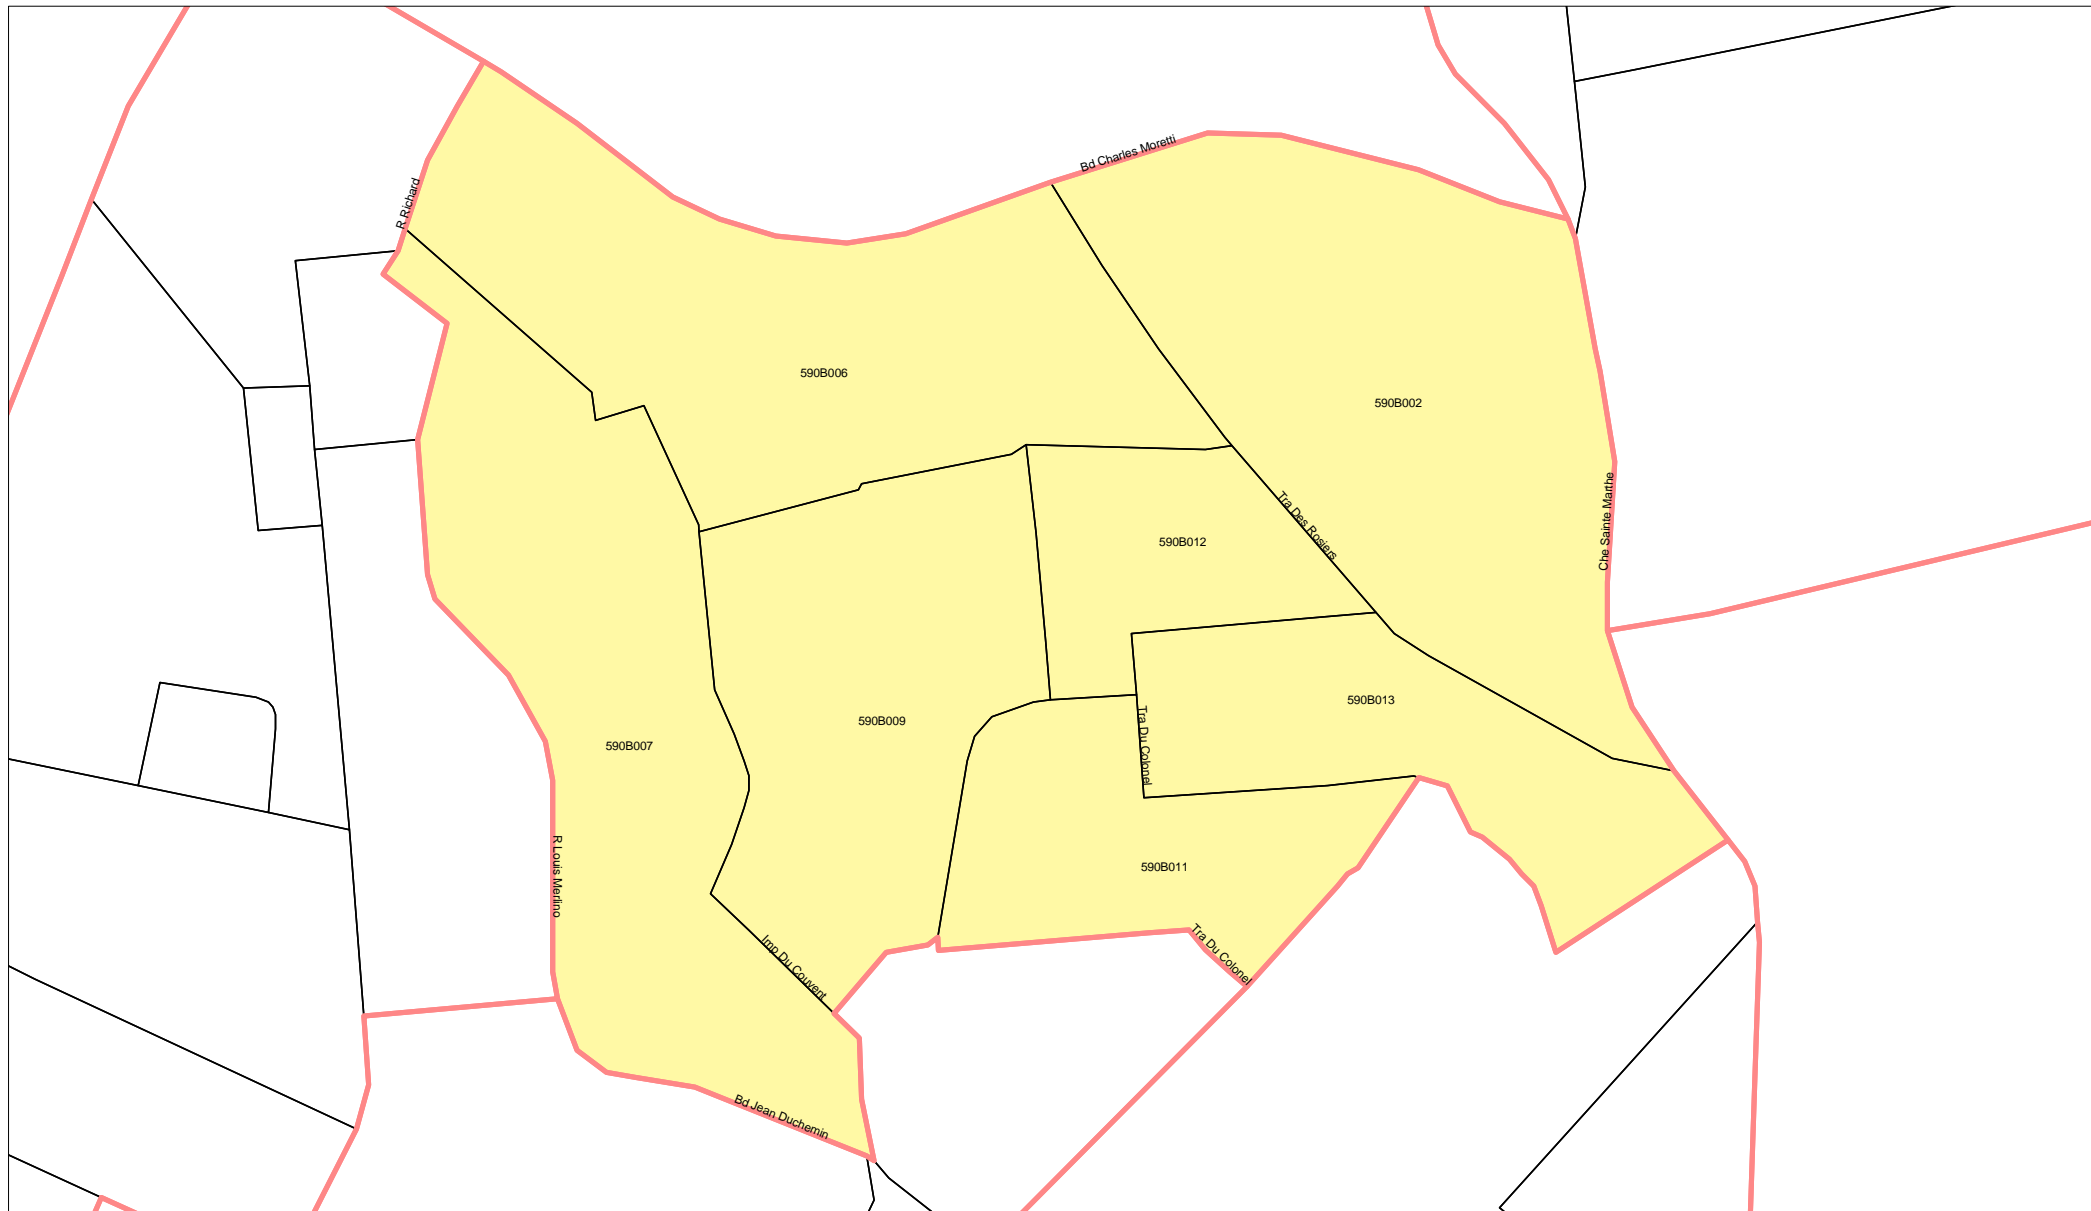 Bd Charles Moretti
R Richard
590B006
590B002
Che Sainte Marthe
Tra Des Rosiers
590B012
590B013
590B009
Tra Du Colonel
590B007
R Louis Merlino
590B011
Tra Du Colonel
Imp Du Couvent
Bd Jean Duchemin